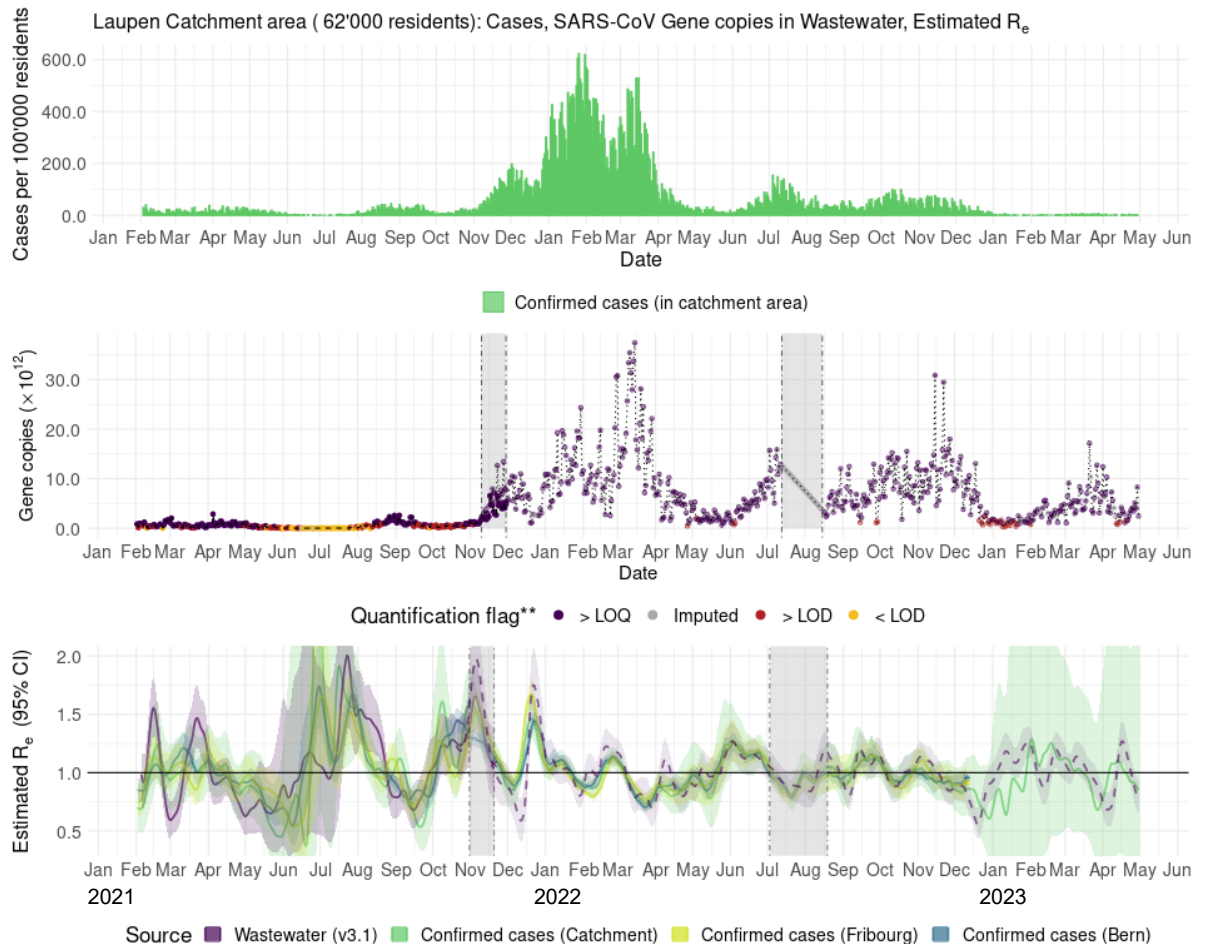 Laupen Catchment area ( 62'000 residents): Cases, SARS-CoV Gene copies in Wastewater, Estimated Re
Cases per 100'000 residents
600.0
400.0
200.0
0.0
Jan Feb Mar Apr May Jun Jul Aug Sep Oct Nov Dec Jan Feb Mar Apr May Jun Jul Aug Sep Oct Nov Dec Jan Feb Mar Apr May Jun
Date
Confirmed cases (in catchment area)
Gene copies (×10¹²)
30.0
20.0
10.0
0.0
Jan Feb Mar Apr May Jun Jul Aug Sep Oct Nov Dec Jan Feb Mar Apr May Jun Jul Aug Sep Oct Nov Dec Jan Feb Mar Apr May Jun
Date
Quantification flag** > LOQ Imputed > LOD < LOD
Estimated Re (95% CI)
2.0
1.5
1.0
0.5
Jan Feb Mar Apr May Jun Jul Aug Sep Oct Nov Dec Jan Feb Mar Apr May Jun Jul Aug Sep Oct Nov Dec Jan Feb Mar Apr May Jun
2021 2022 2023
Source Wastewater (v3.1) Confirmed cases (Catchment) Confirmed cases (Fribourg) Confirmed cases (Bern)